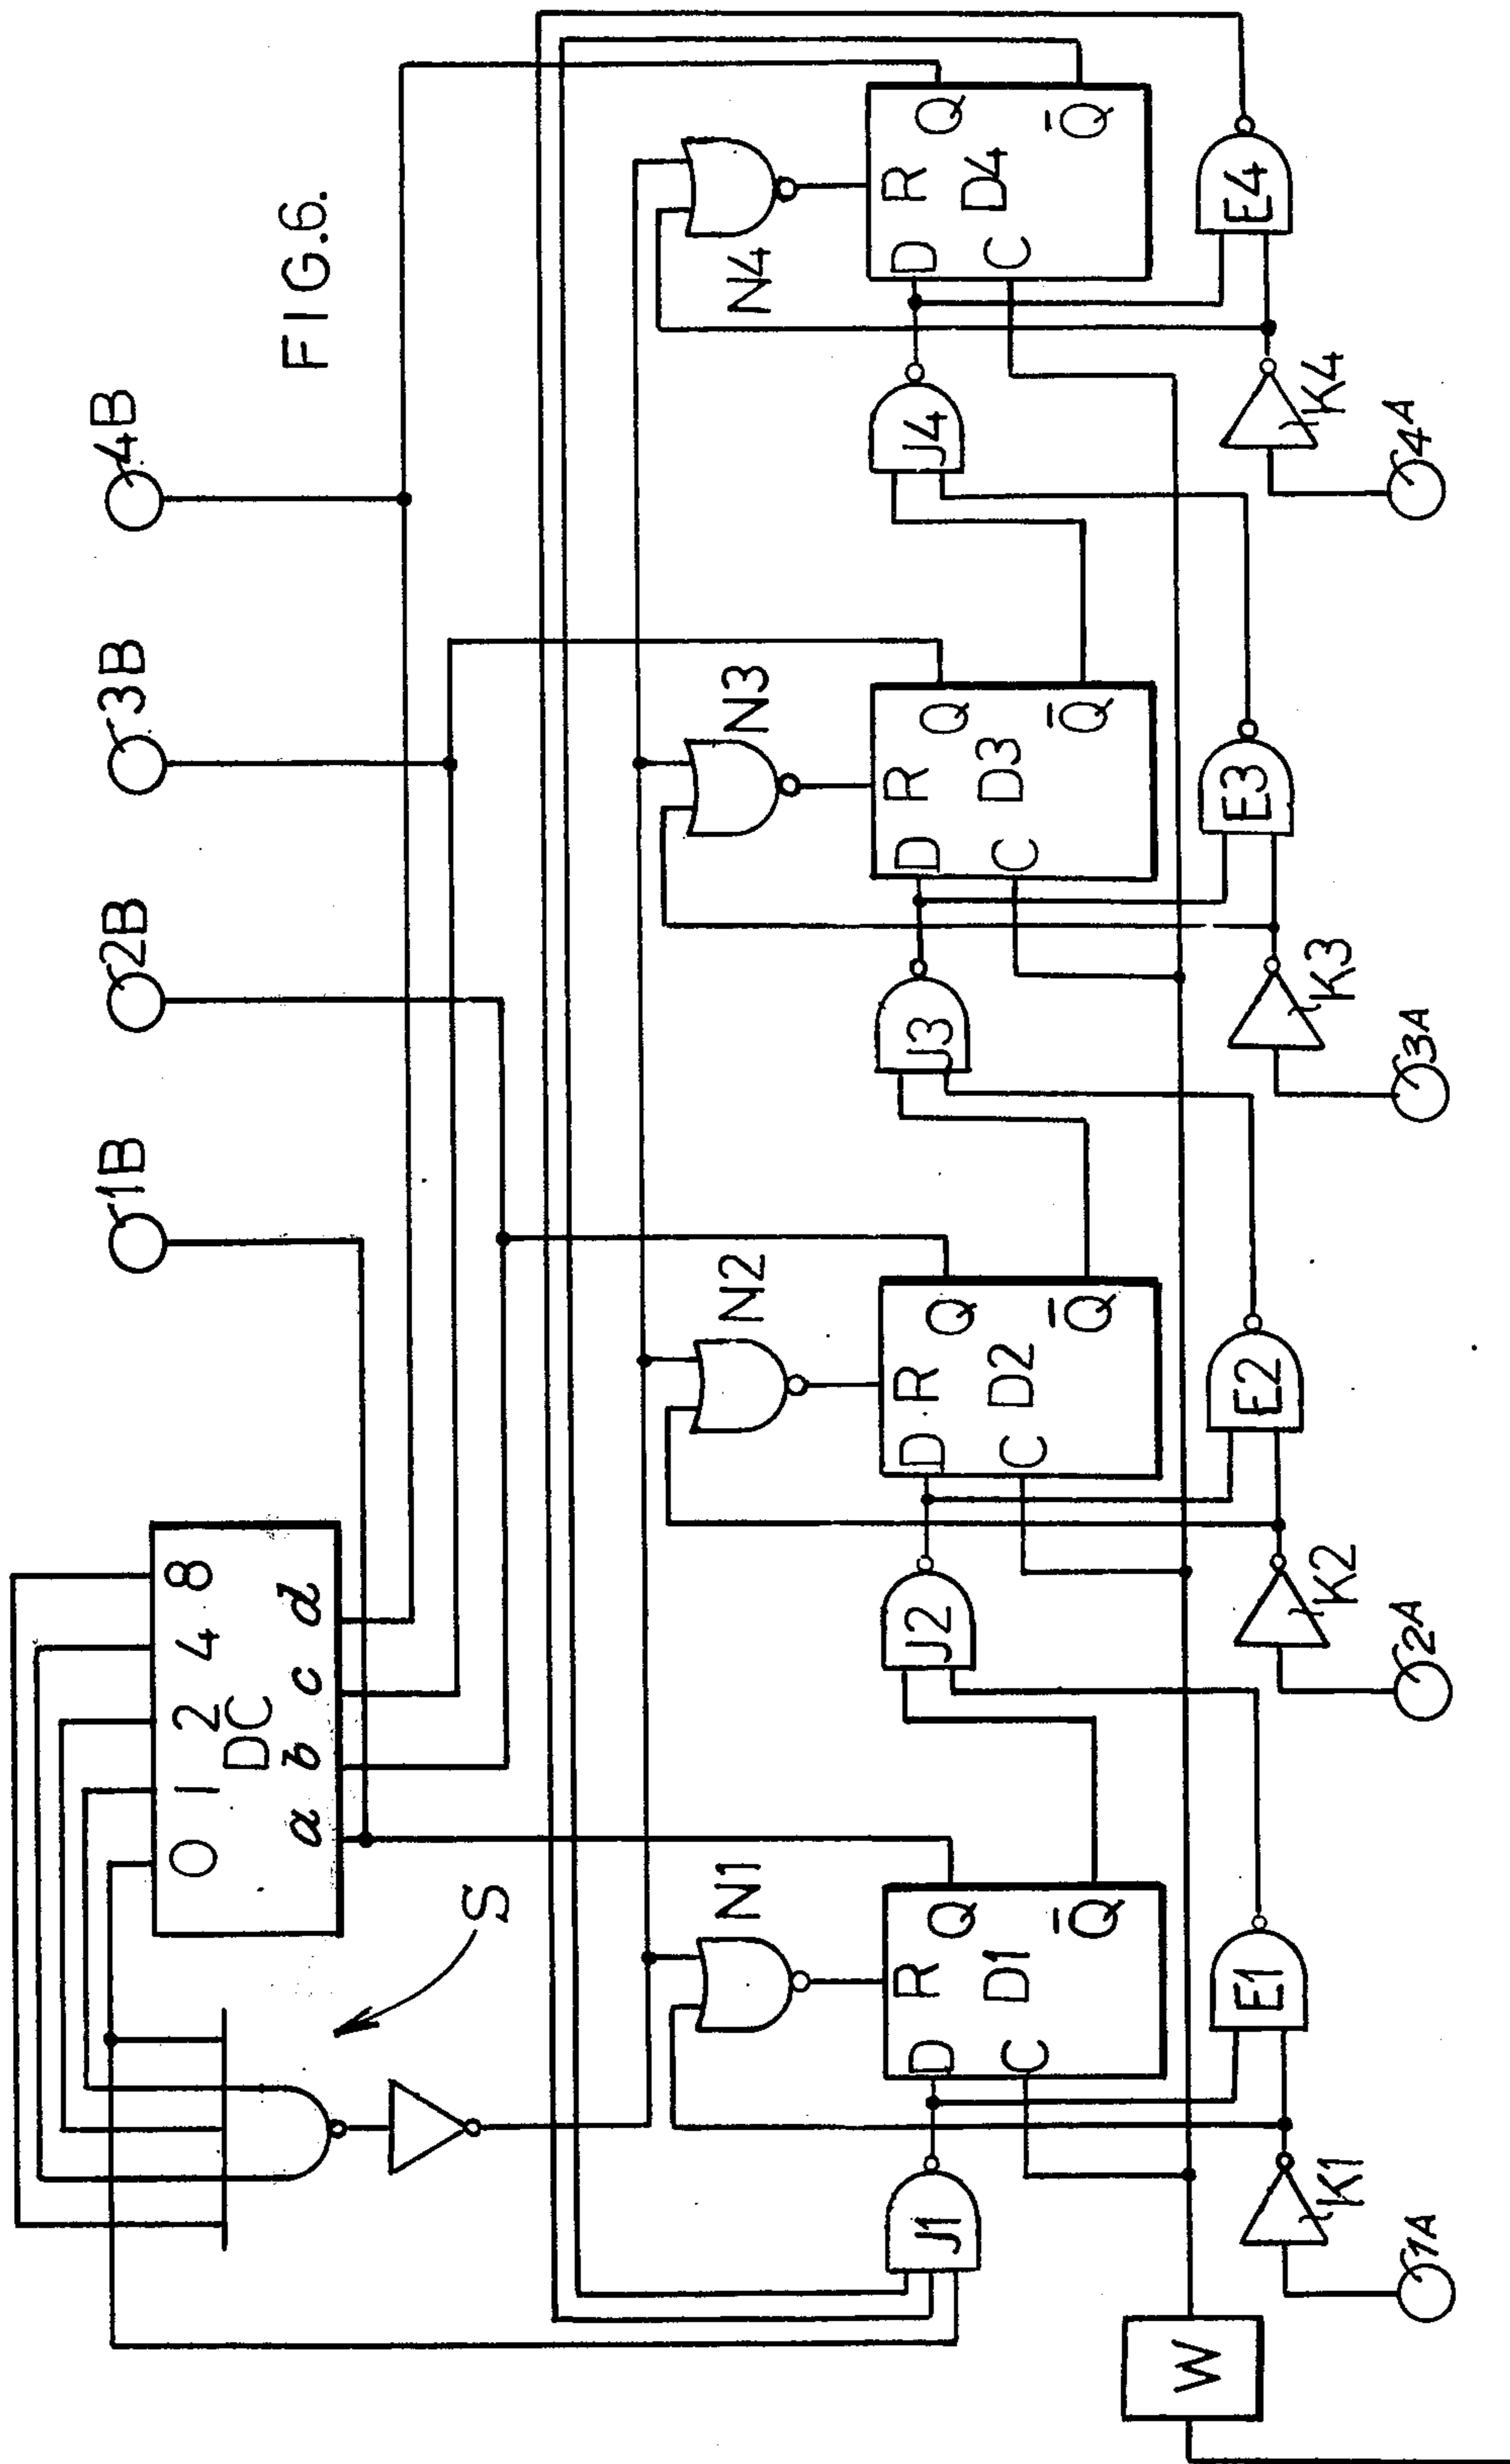 FIG.6.
1B
2B
3B
4B
0 1 2 4 8
DC
a b c d
S
N1
N2
N3
N4
J1
D R Q
D1
C Q̅
J2
D R Q
D2
C Q̅
J3
D R Q
D3
C Q̅
J4
D R Q
D4
C Q̅
E1
E2
E3
E4
W
K1
K2
K3
K4
1A
2A
3A
4A